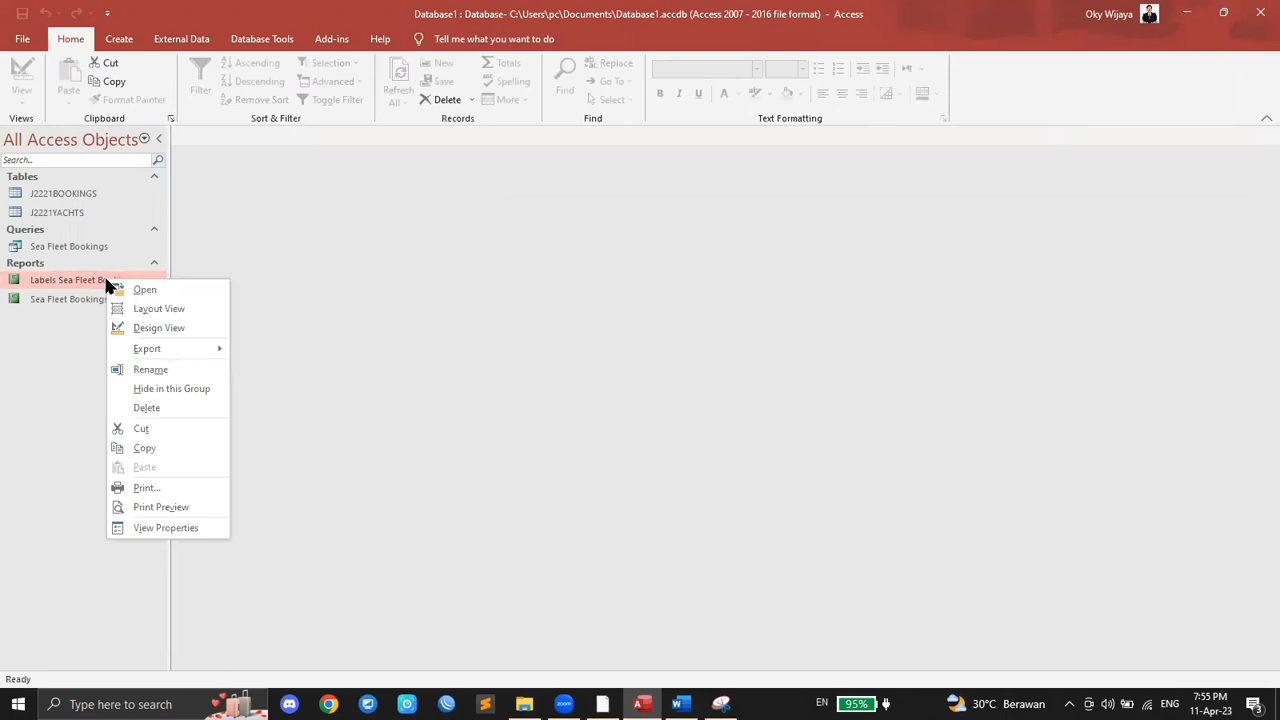 Database1 : Database- C:\Users\pc\Documents\Database1.accdb (Access 2007 - 2016 file format) - Access
Oky Wijaya
File Home Create External Data Database Tools Add-ins Help Tell me what you want to do
View
Views
Paste
Cut
Copy
Format Painter
Clipboard
Filter
Ascending
Descending
Remove Sort
Selection
Advanced
Toggle Filter
Sort & Filter
Refresh All
New
Save
Delete
Totals
Spelling
More
Records
Find
Replace
Go To
Select
Find
B I U A
Text Formatting
All Access Objects
Search...
Tables
J2221BOOKINGS
J2221YACHTS
Queries
Sea Fleet Bookings
Reports
Labels Sea Fleet
Sea Fleet Bookings
Open
Layout View
Design View
Export
Rename
Hide in this Group
Delete
Cut
Copy
Paste
Print...
Print Preview
View Properties
Ready
Type here to search
EN
95%
30°C Berawan
ENG
7:55 PM
11-Apr-23
3